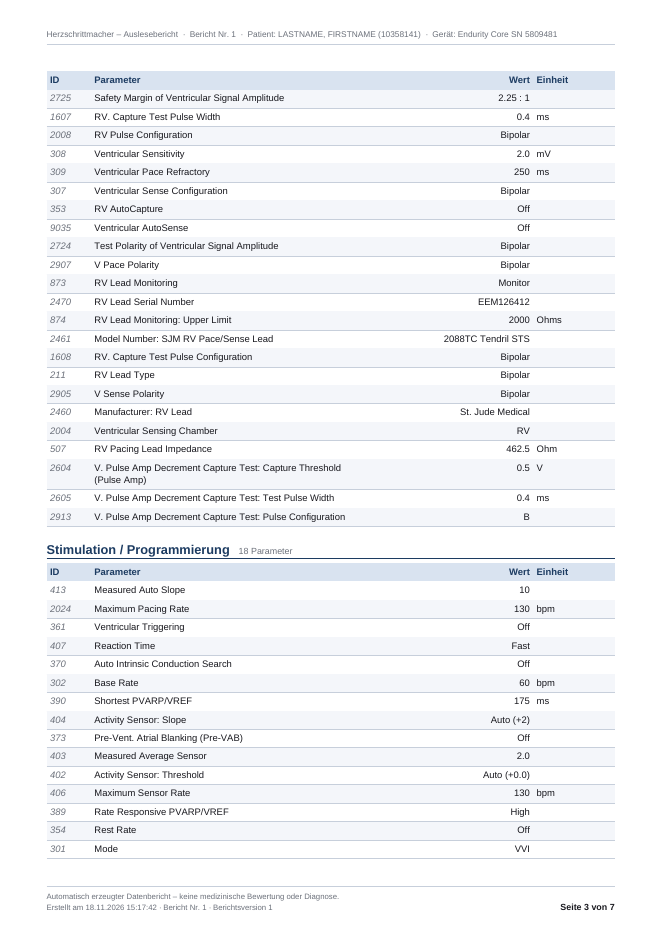 Herzschrittmacher – Auslesebericht · Bericht Nr. 1 · Patient: LASTNAME, FIRSTNAME (10358141) · Gerät: Endurity Core SN 5809481
ID Parameter Wert Einheit
2725 Safety Margin of Ventricular Signal Amplitude 2.25 : 1
1607 RV. Capture Test Pulse Width 0.4 ms
2008 RV Pulse Configuration Bipolar
308 Ventricular Sensitivity 2.0 mV
309 Ventricular Pace Refractory 250 ms
307 Ventricular Sense Configuration Bipolar
353 RV AutoCapture Off
9035 Ventricular AutoSense Off
2724 Test Polarity of Ventricular Signal Amplitude Bipolar
2907 V Pace Polarity Bipolar
873 RV Lead Monitoring Monitor
2470 RV Lead Serial Number EEM126412
874 RV Lead Monitoring: Upper Limit 2000 Ohms
2461 Model Number: SJM RV Pace/Sense Lead 2088TC Tendril STS
1608 RV. Capture Test Pulse Configuration Bipolar
211 RV Lead Type Bipolar
2905 V Sense Polarity Bipolar
2460 Manufacturer: RV Lead St. Jude Medical
2004 Ventricular Sensing Chamber RV
507 RV Pacing Lead Impedance 462.5 Ohm
2604 V. Pulse Amp Decrement Capture Test: Capture Threshold 0.5 V
(Pulse Amp)
2605 V. Pulse Amp Decrement Capture Test: Test Pulse Width 0.4 ms
2913 V. Pulse Amp Decrement Capture Test: Pulse Configuration B
Stimulation / Programmierung 18 Parameter
ID Parameter Wert Einheit
413 Measured Auto Slope 10
2024 Maximum Pacing Rate 130 bpm
361 Ventricular Triggering Off
407 Reaction Time Fast
370 Auto Intrinsic Conduction Search Off
302 Base Rate 60 bpm
390 Shortest PVARP/VREF 175 ms
404 Activity Sensor: Slope Auto (+2)
373 Pre-Vent. Atrial Blanking (Pre-VAB) Off
403 Measured Average Sensor 2.0
402 Activity Sensor: Threshold Auto (+0.0)
406 Maximum Sensor Rate 130 bpm
389 Rate Responsive PVARP/VREF High
354 Rest Rate Off
301 Mode VVI
Automatisch erzeugter Datenbericht – keine medizinische Bewertung oder Diagnose.
Erstellt am 18.11.2026 15:17:42 · Bericht Nr. 1 · Berichtsversion 1 Seite 3 von 7